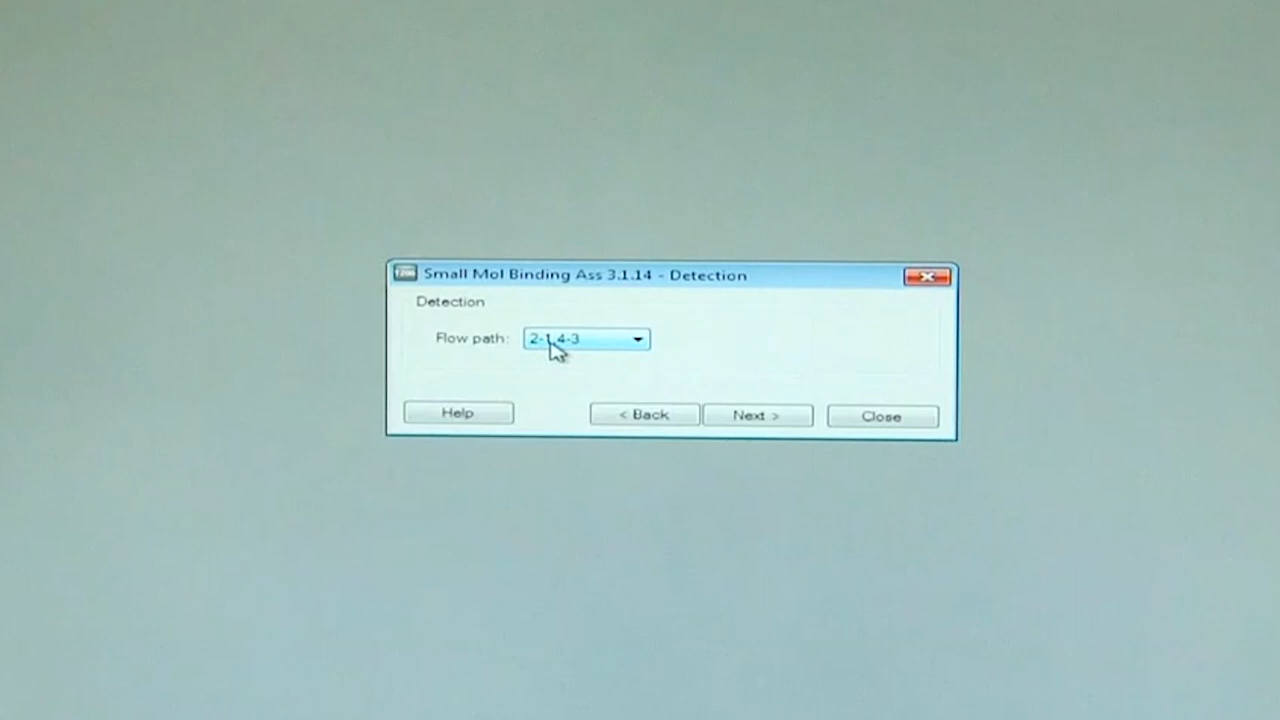 T200
Small Mol Binding Ass 3.1.14 - Detection
Detection
Flow path: 2-1,4-3
Help
< Back
Next >
Close